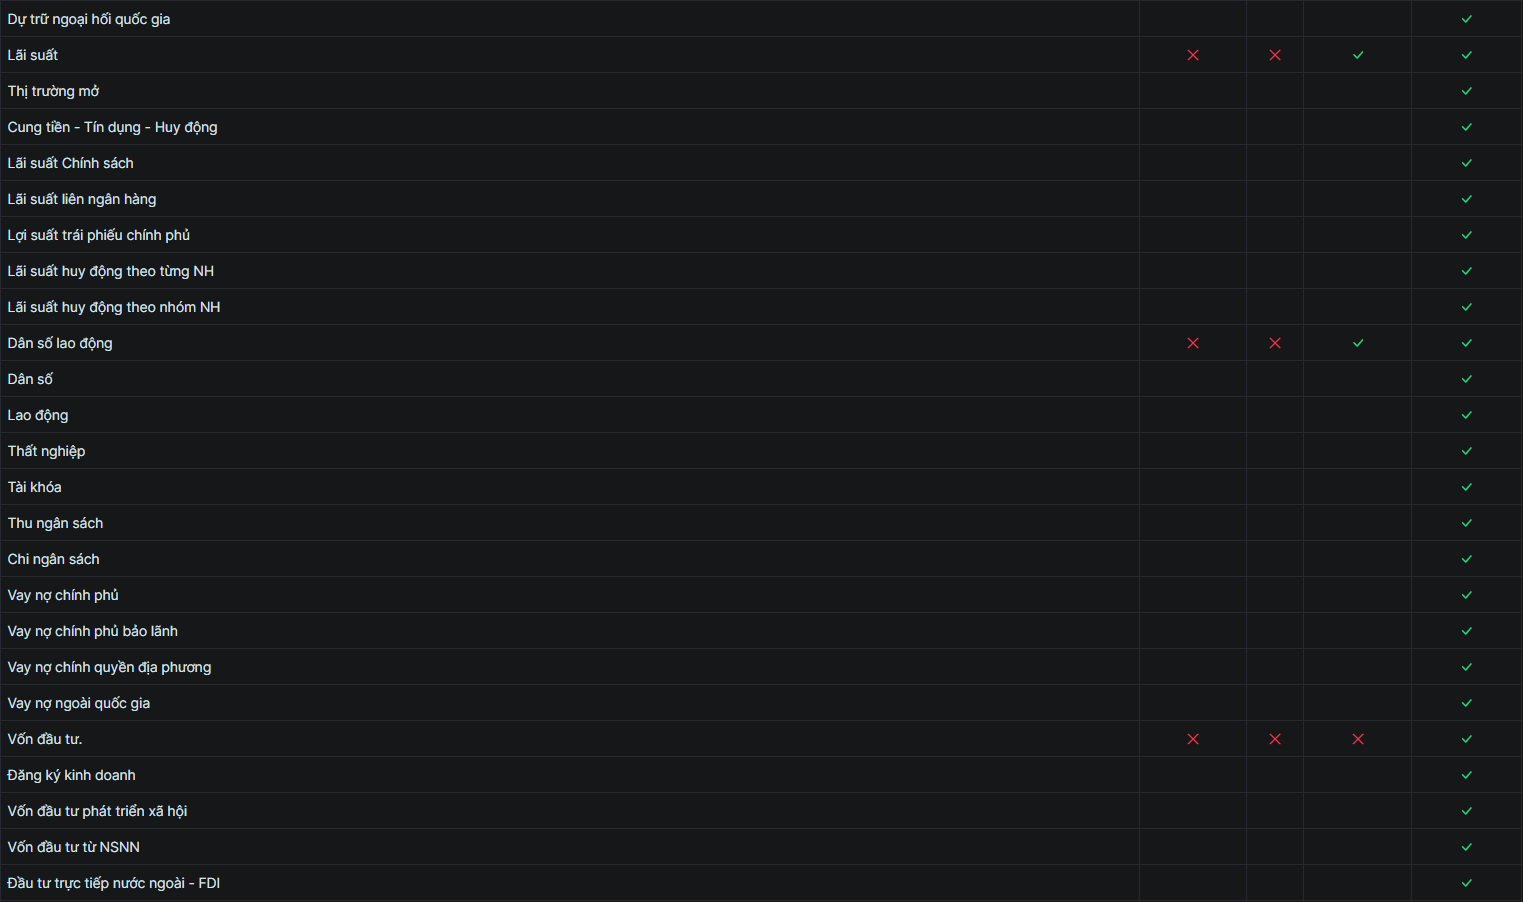 Dự trữ ngoại hối quốc gia
Lãi suất
Thị trường mở
Cung tiền - Tín dụng - Huy động
Lãi suất Chính sách
Lãi suất liên ngân hàng
Lợi suất trái phiếu chính phủ
Lãi suất huy động theo từng NH
Lãi suất huy động theo nhóm NH
Dân số lao động
Dân số
Lao động
Thất nghiệp
Tài khóa
Thu ngân sách
Chi ngân sách
Vay nợ chính phủ
Vay nợ chính phủ bảo lãnh
Vay nợ chính quyền địa phương
Vay nợ ngoài quốc gia
Vốn đầu tư.
Đăng ký kinh doanh
Vốn đầu tư phát triển xã hội
Vốn đầu tư từ NSNN
Đầu tư trực tiếp nước ngoài - FDI